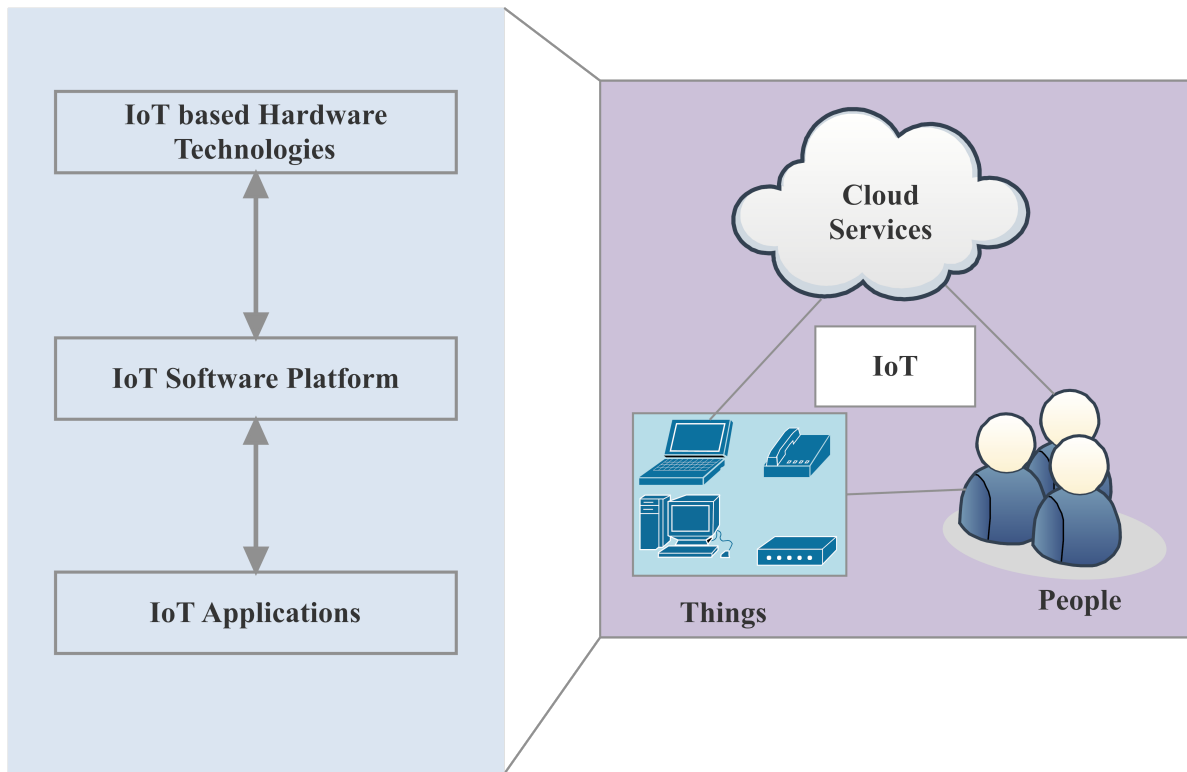 IoT based Hardware
Technologies
IoT Software Platform
IoT Applications
Cloud
Services
IoT
Things
People